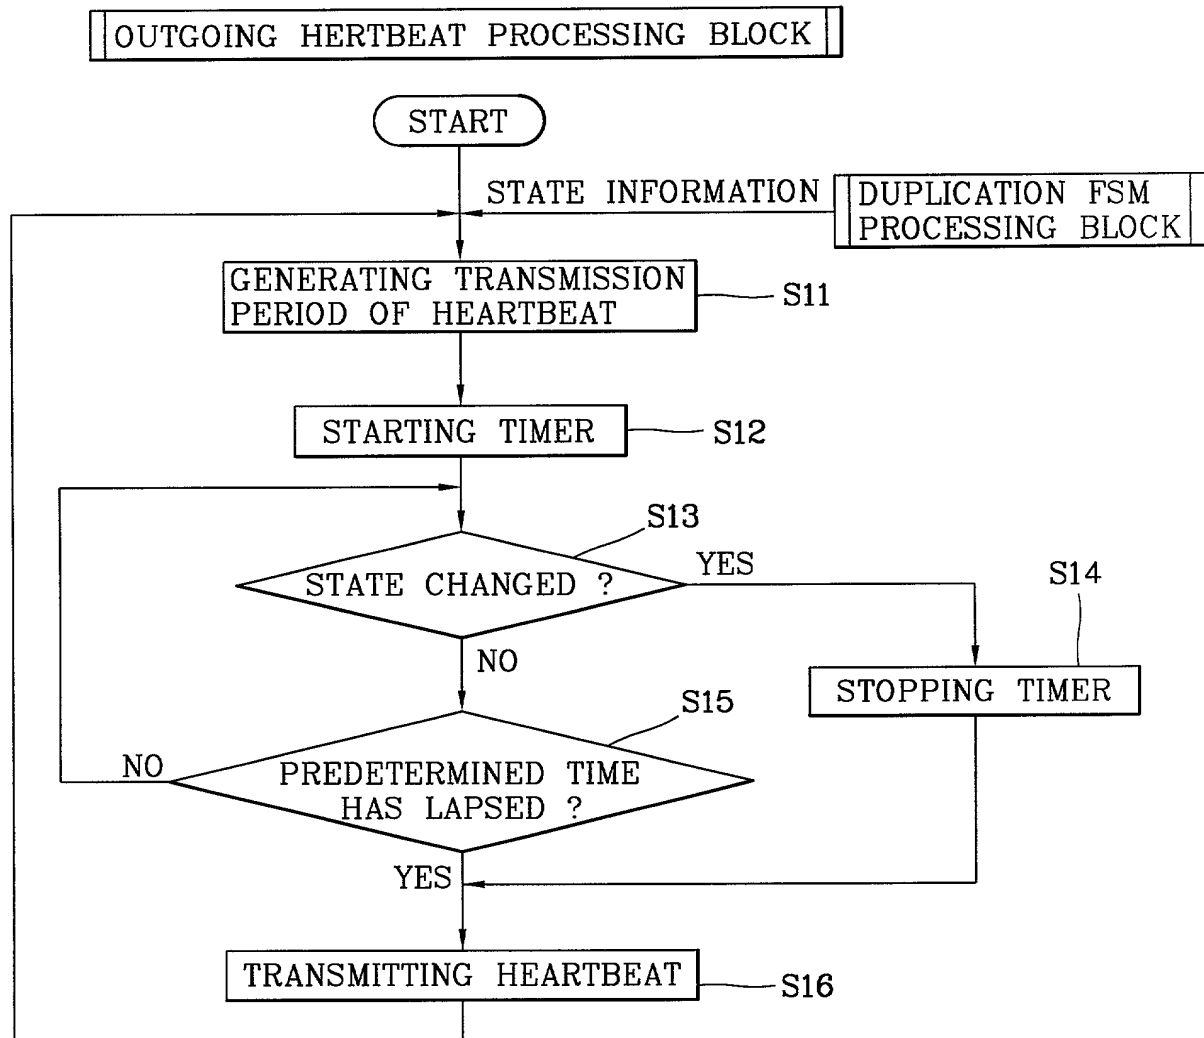 OUTGOING HERTBEAT PROCESSING BLOCK
START
STATE INFORMATION
DUPLICATION FSM
PROCESSING BLOCK
GENERATING TRANSMISSION
PERIOD OF HEARTBEAT
S11
STARTING TIMER
S12
S13
STATE CHANGED ?
YES
S14
NO
STOPPING TIMER
S15
NO
PREDETERMINED TIME
HAS LAPSED ?
YES
TRANSMITTING HEARTBEAT
S16